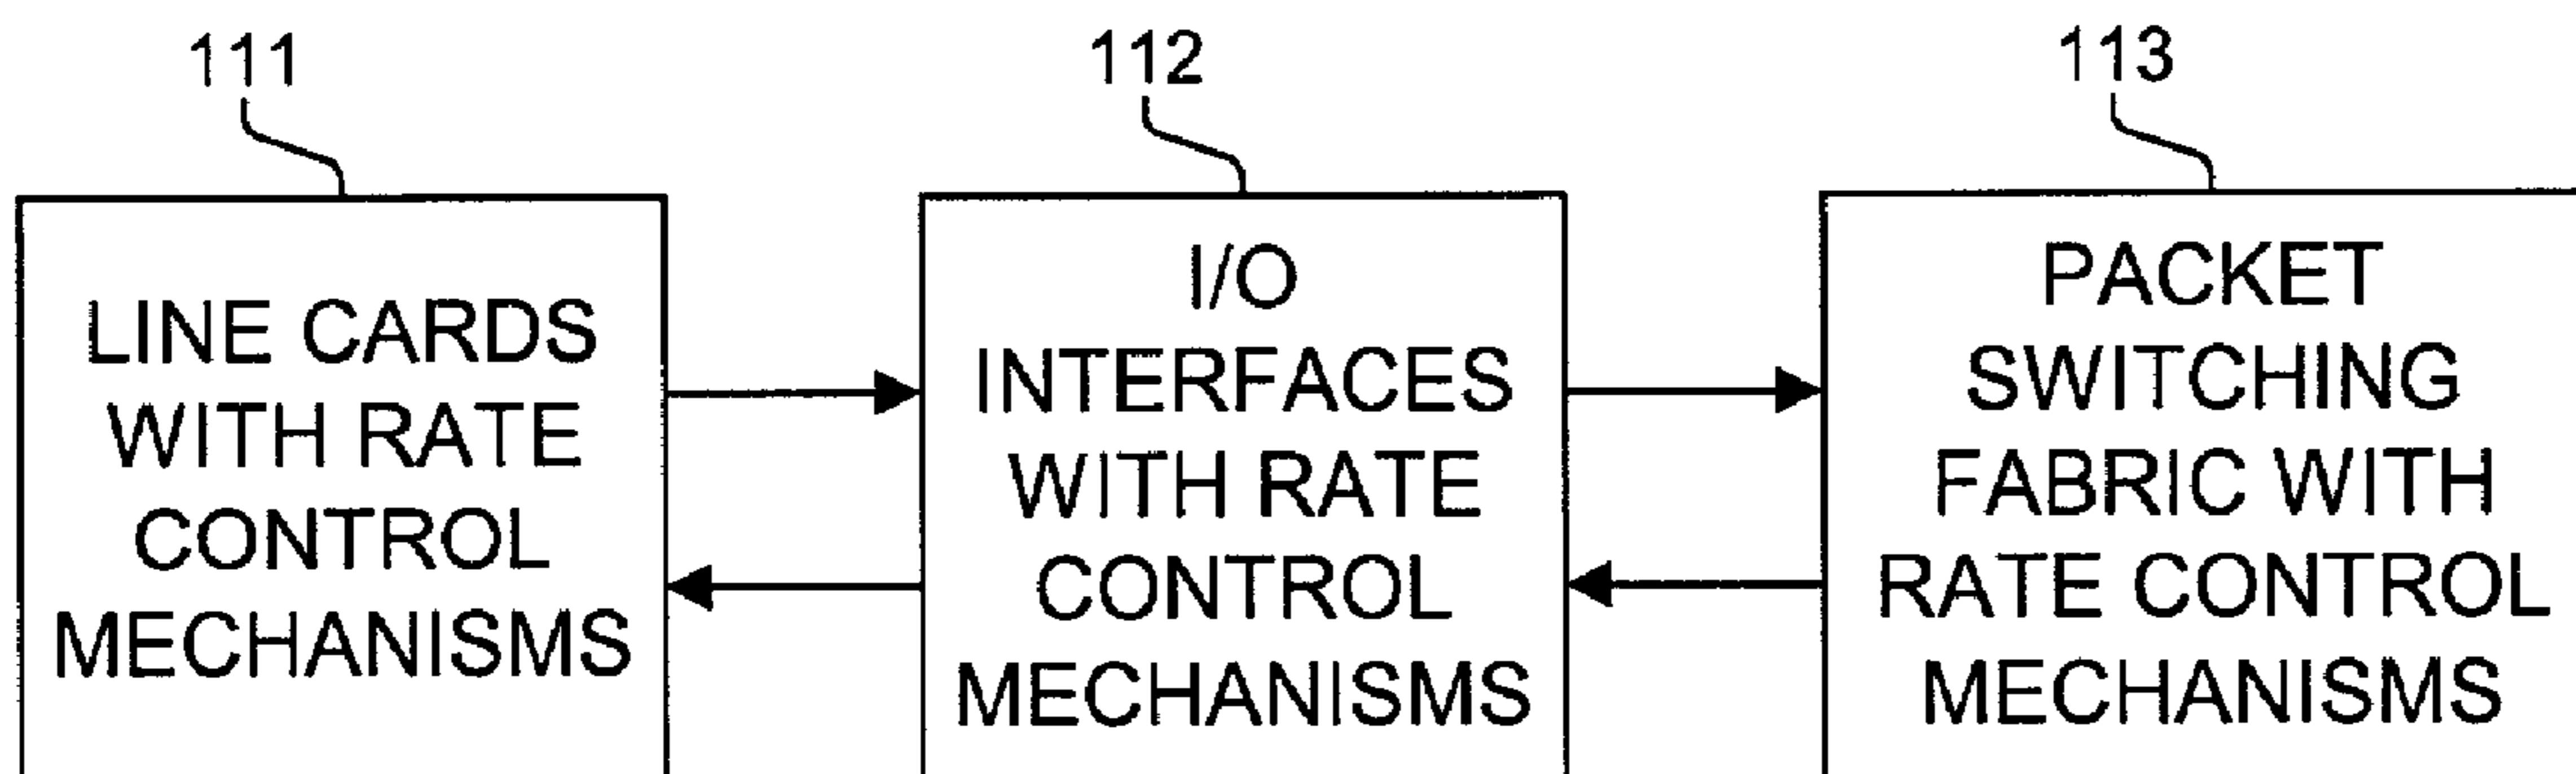 111
112
113
LINE CARDS
WITH RATE
CONTROL
MECHANISMS
I/O
INTERFACES
WITH RATE
CONTROL
MECHANISMS
PACKET
SWITCHING
FABRIC WITH
RATE CONTROL
MECHANISMS